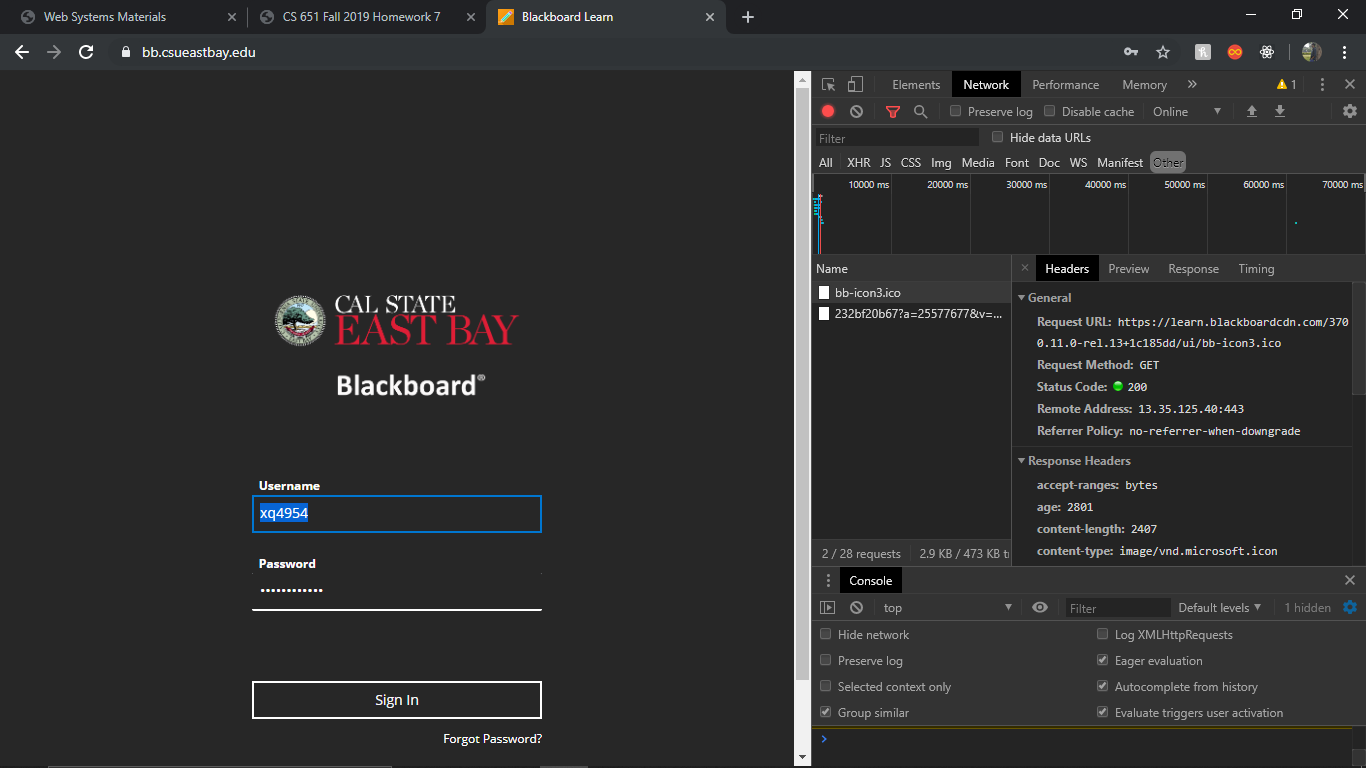 Web Systems Materials
CS 651 Fall 2019 Homework 7
Blackboard Learn
bb.csueastbay.edu
CAL STATE
EAST BAY
Blackboard®
Username
xq4954
Password
••••••••••••
Sign In
Forgot Password?
Elements Network Performance Memory » 1
Preserve log Disable cache Online
Filter Hide data URLs
All XHR JS CSS Img Media Font Doc WS Manifest Other
10000 ms 20000 ms 30000 ms 40000 ms 50000 ms 60000 ms 70000 ms
Name
bb-icon3.ico
232bf20b67?a=25577677&v=...
2 / 28 requests 2.9 KB / 473 KB tr
× Headers Preview Response Timing
General
Request URL: https://learn.blackboardcdn.com/370
0.11.0-rel.13+1c185dd/ui/bb-icon3.ico
Request Method: GET
Status Code: 200
Remote Address: 13.35.125.40:443
Referrer Policy: no-referrer-when-downgrade
Response Headers
accept-ranges: bytes
age: 2801
content-length: 2407
content-type: image/vnd.microsoft.icon
Console
top Filter Default levels 1 hidden
Hide network Log XMLHttpRequests
Preserve log Eager evaluation
Selected context only Autocomplete from history
Group similar Evaluate triggers user activation